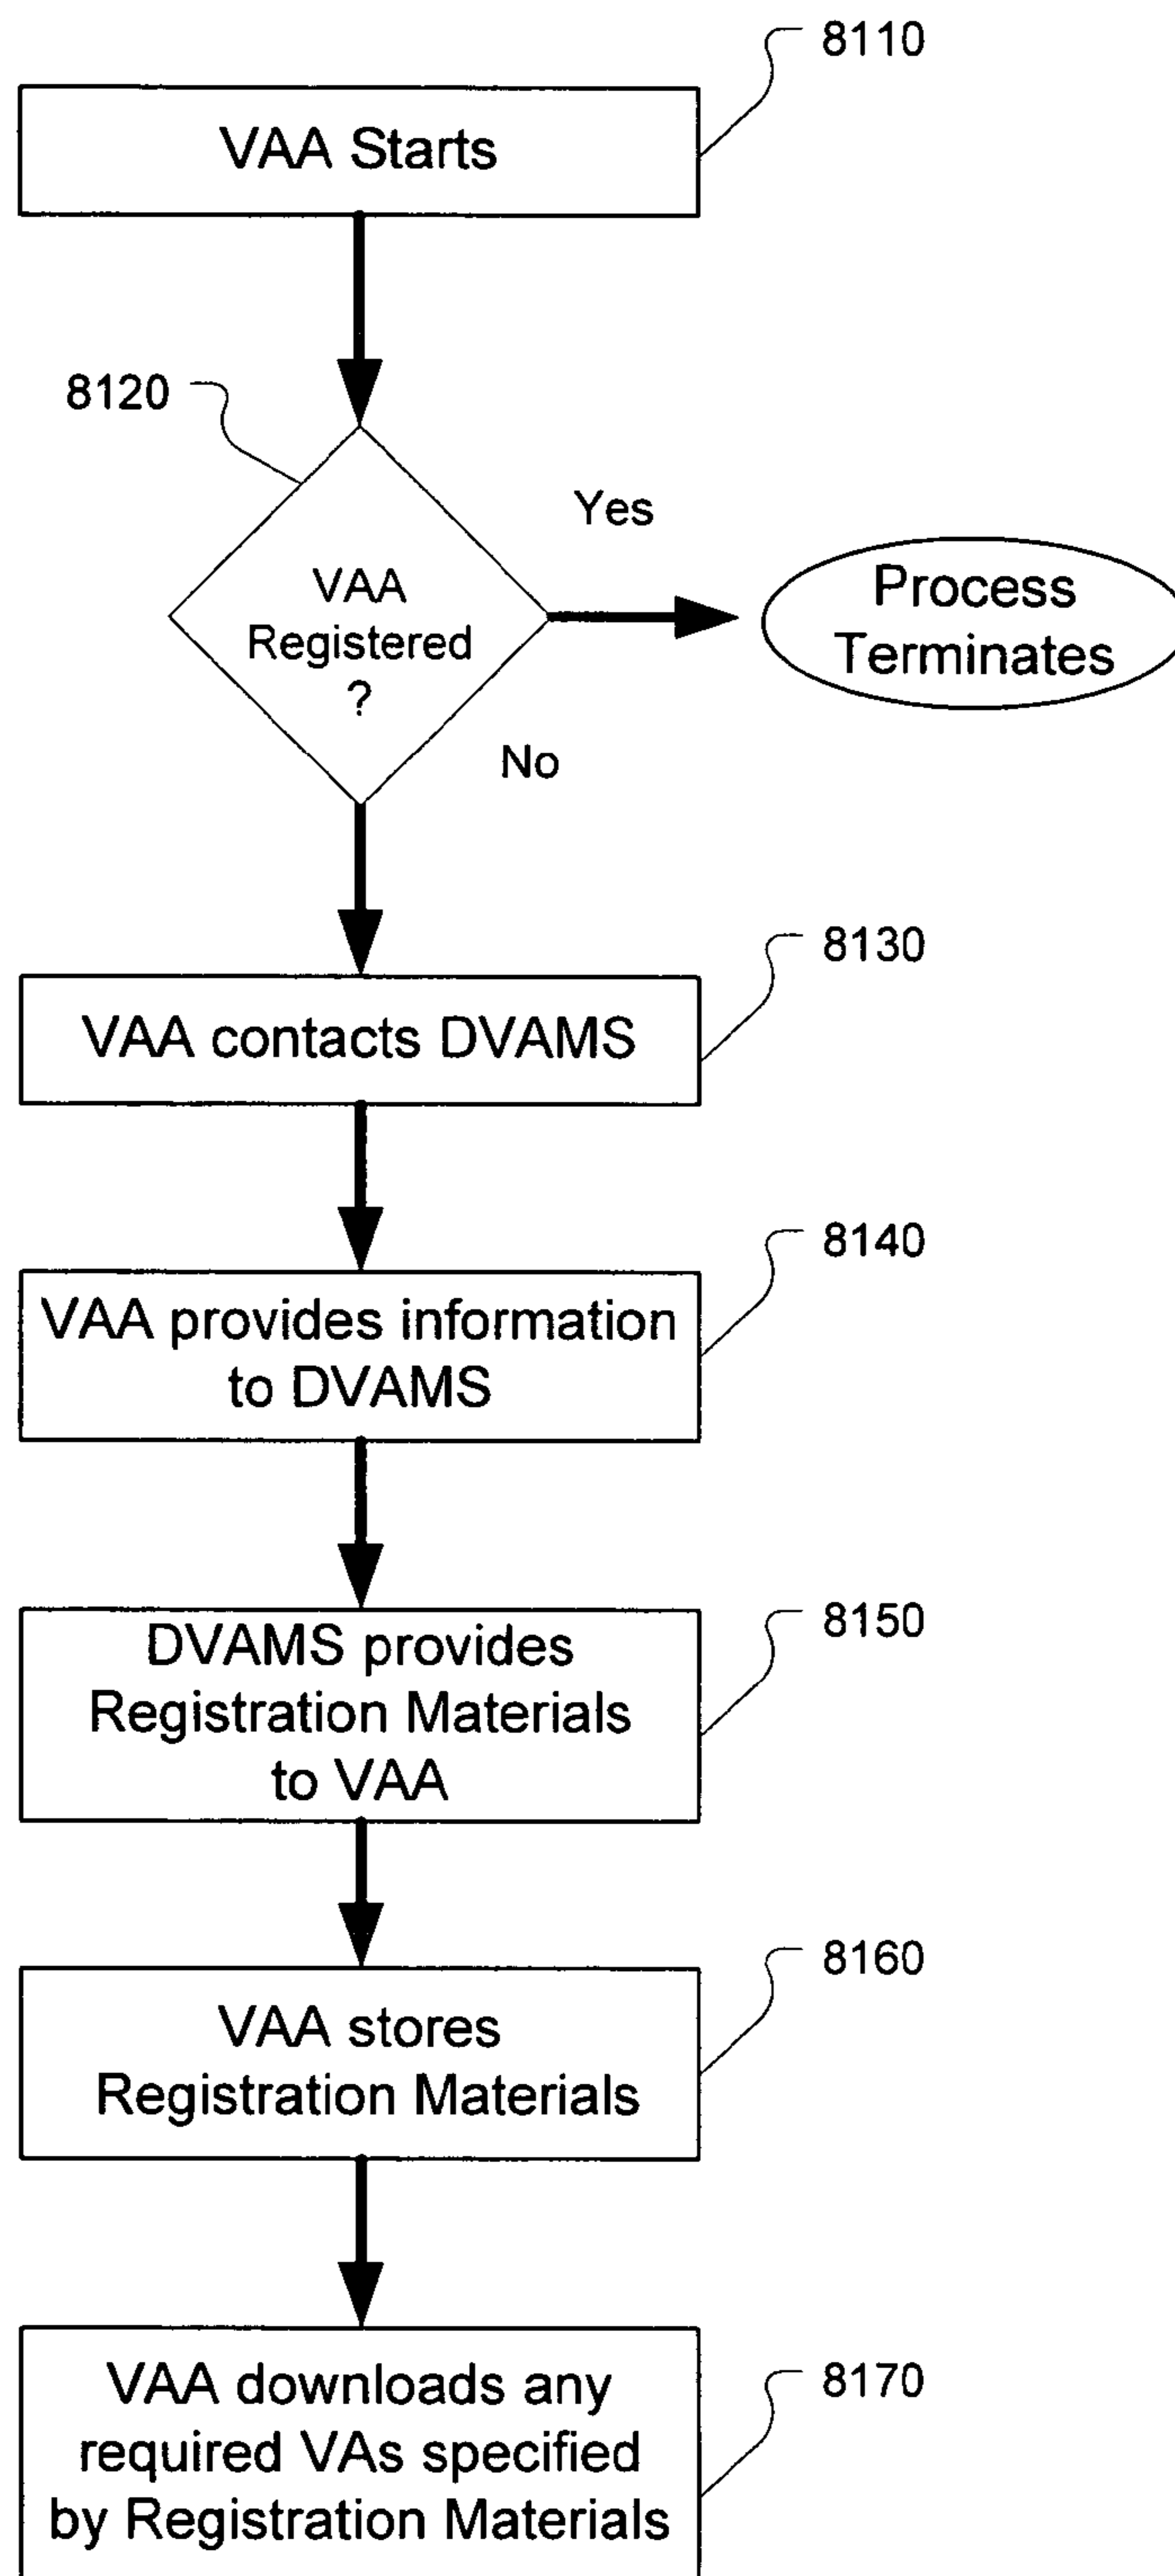 8110
VAA Starts
8120
Yes
VAA
Registered
?
Process
Terminates
No
8130
VAA contacts DVAMS
8140
VAA provides information
to DVAMS
8150
DVAMS provides
Registration Materials
to VAA
8160
VAA stores
Registration Materials
8170
VAA downloads any
required VAs specified
by Registration Materials